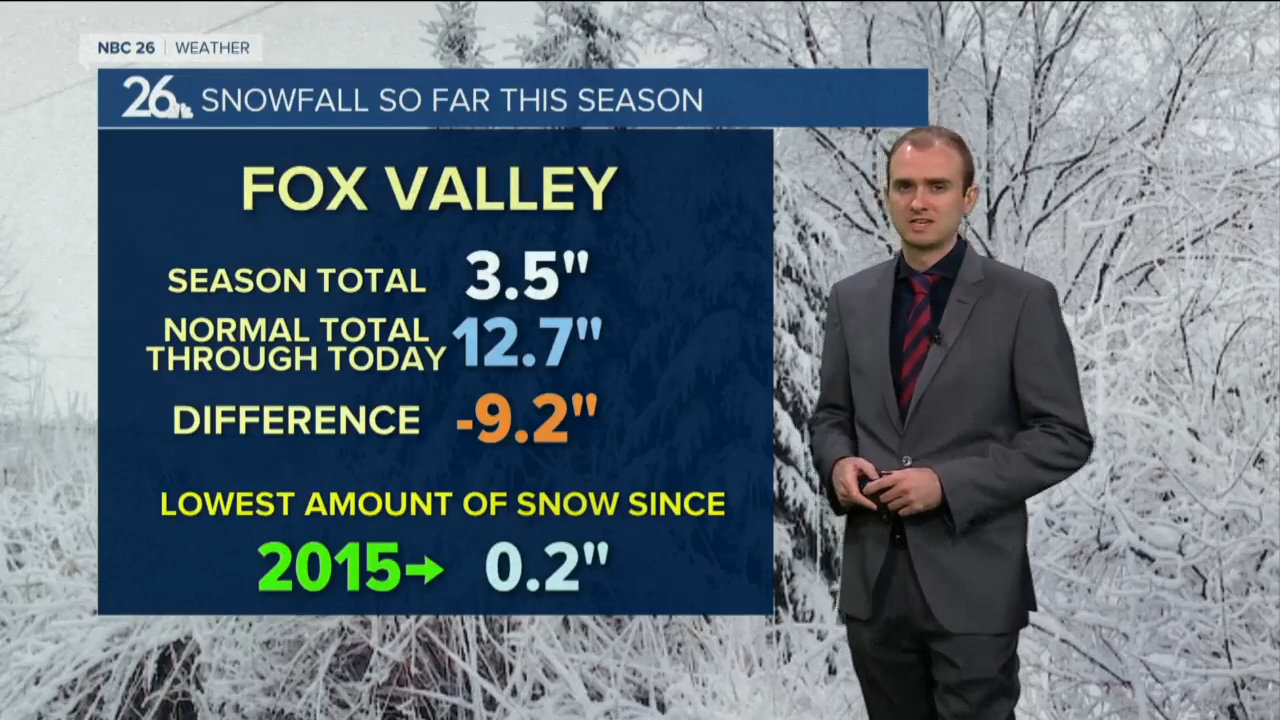 NBC 26 | WEATHER
26 SNOWFALL SO FAR THIS SEASON
FOX VALLEY
SEASON TOTAL 3.5"
NORMAL TOTAL
THROUGH TODAY 12.7"
DIFFERENCE -9.2"
LOWEST AMOUNT OF SNOW SINCE
2015→ 0.2"